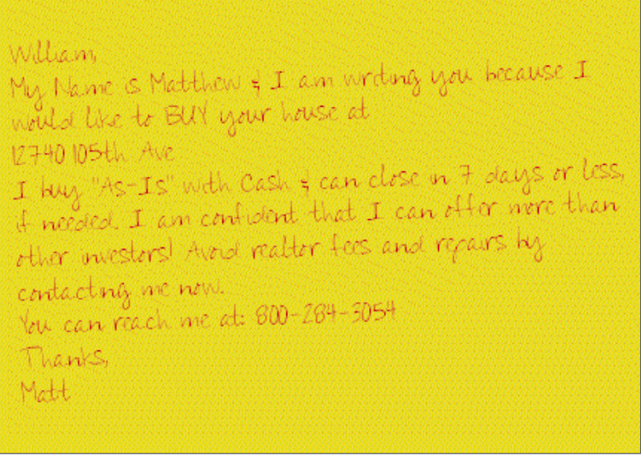 William,
My Name is Matthew & I am writing you because I
would like to BUY your house at
12740 105th Ave
I buy "As-Is" with Cash & can close in 7 days or less,
if needed. I am confident that I can offer more than
other investors! Avoid realtor fees and repairs by
contacting me now.
You can reach me at: 800-284-3054
Thanks,
Matt